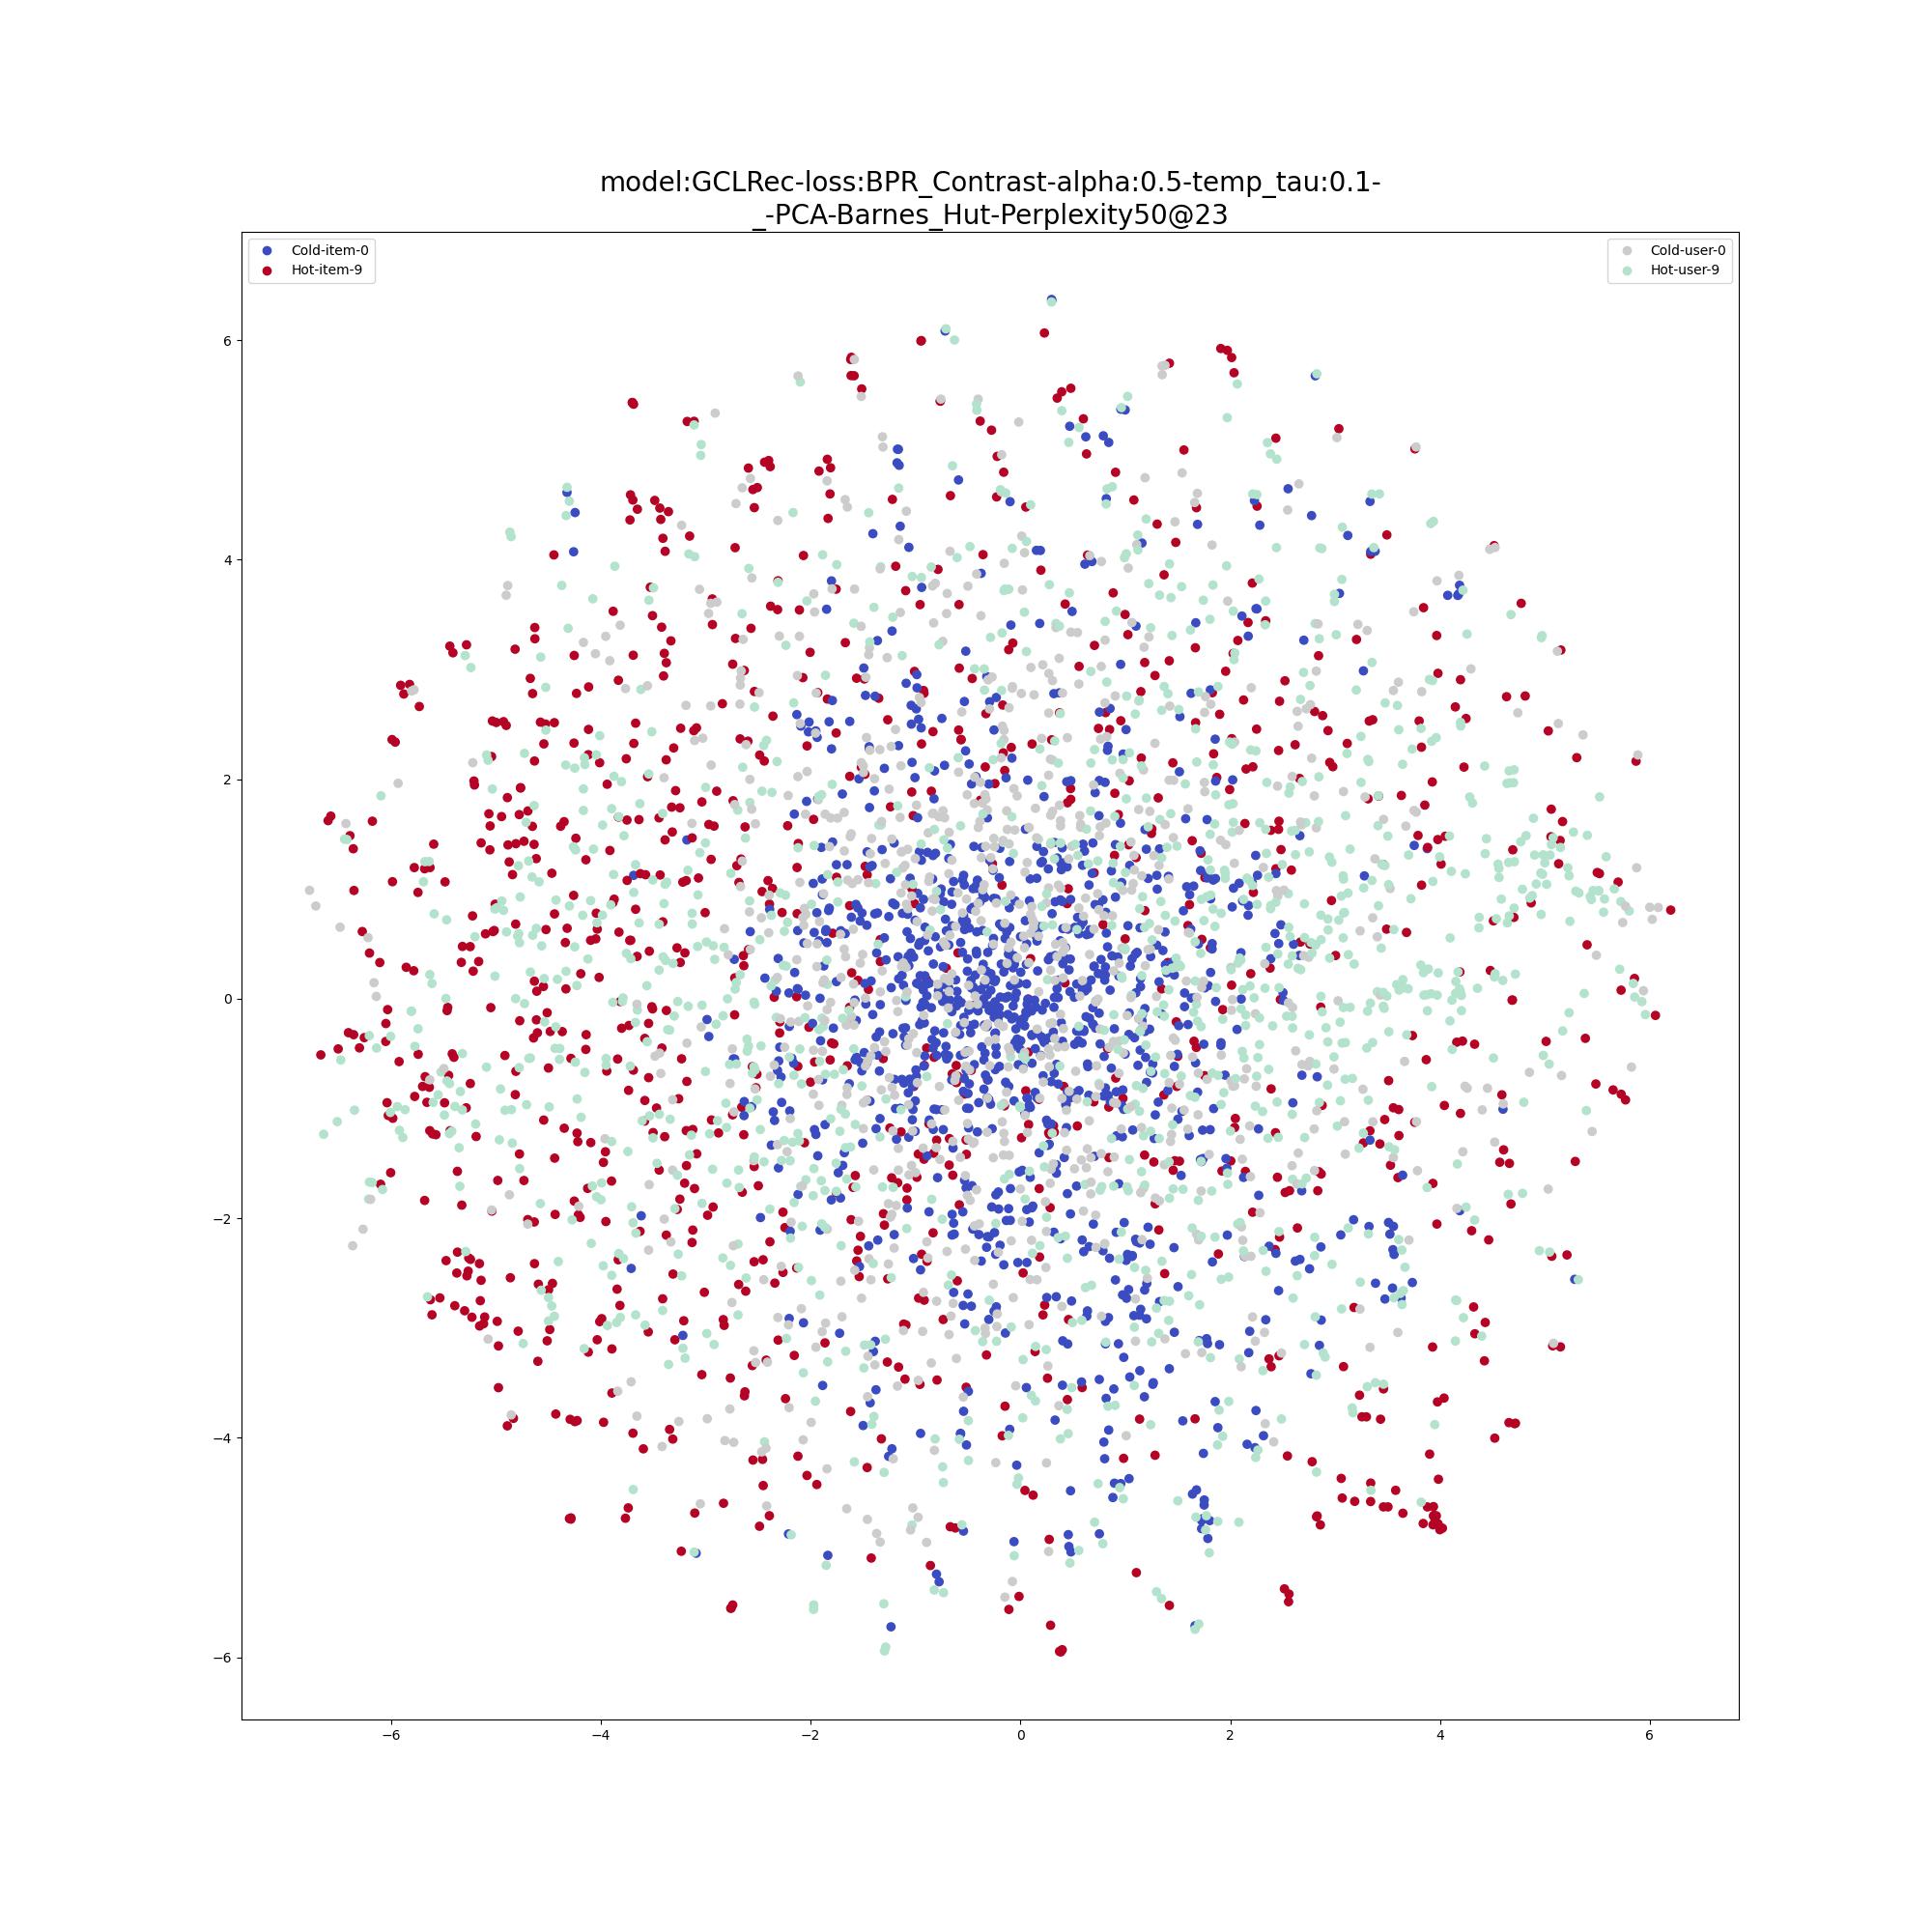 model:GCLRec-loss:BPR_Contrast-alpha:0.5-temp_tau:0.1-
_-PCA-Barnes_Hut-Perplexity50@23
Cold-item-0
Hot-item-9
Cold-user-0
Hot-user-9
6
4
2
0
−2
−4
−6
−6
−4
−2
0
2
4
6